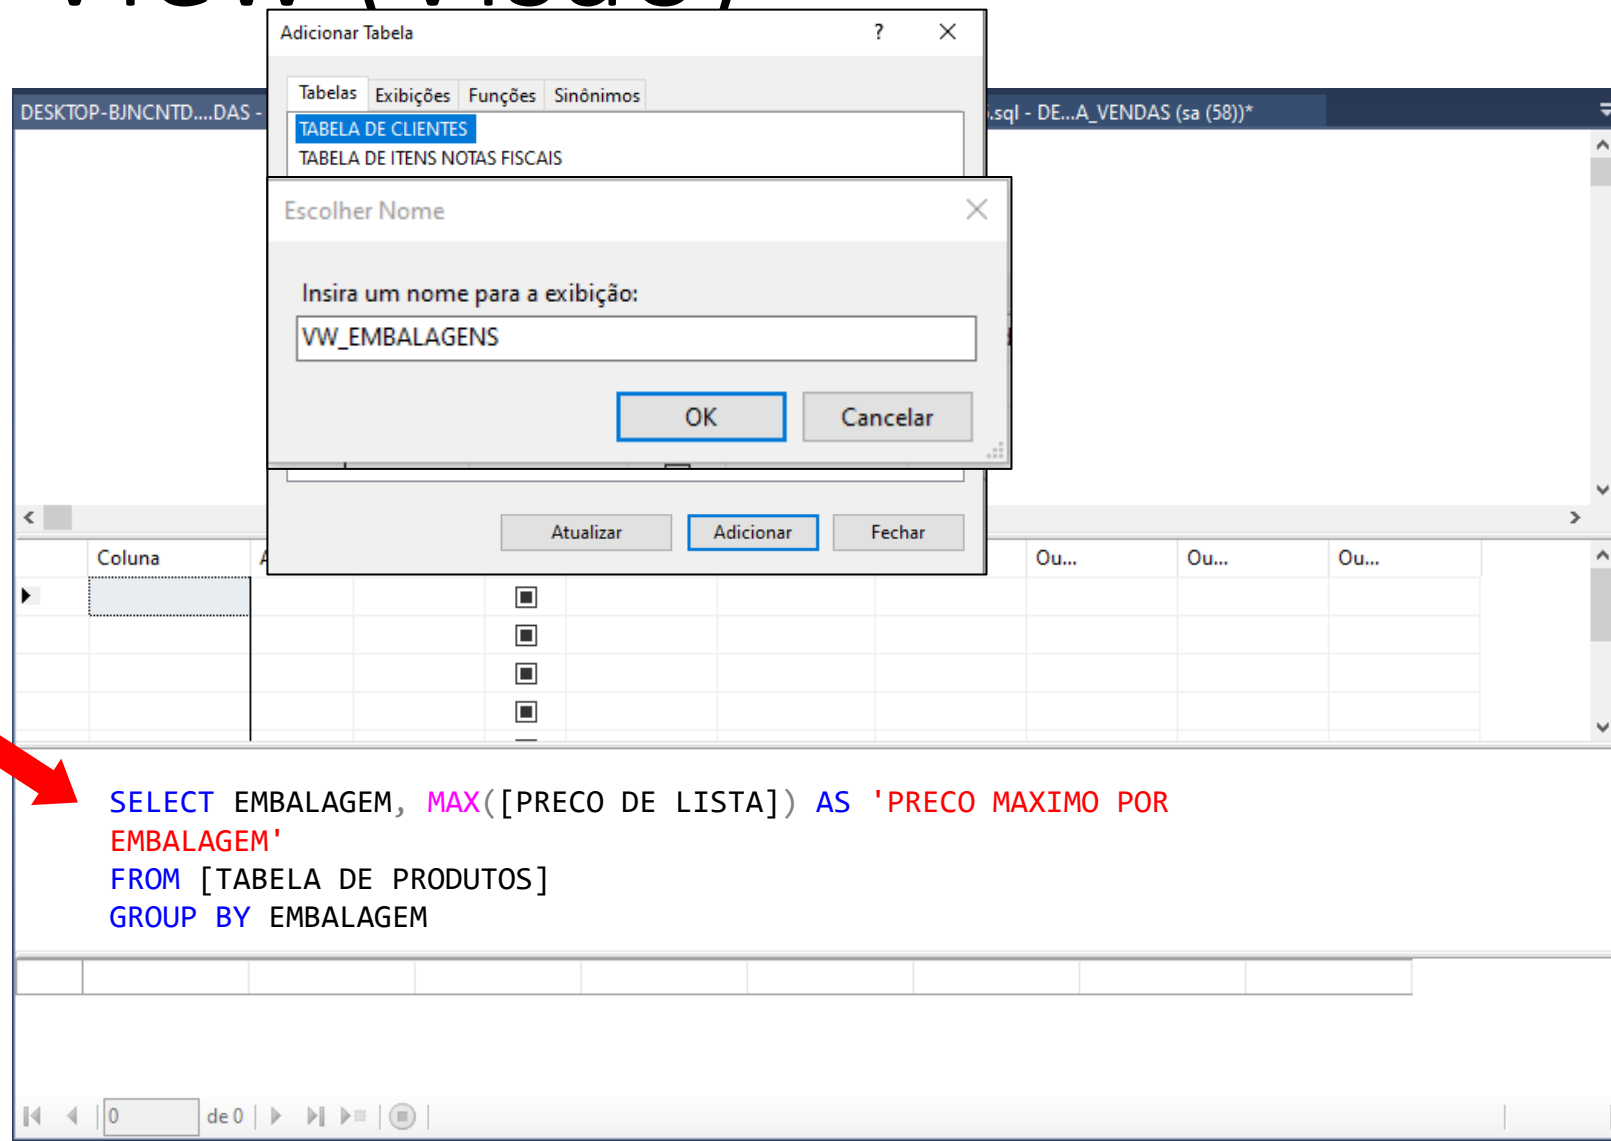 View (Visão)
Adicionar Tabela ?
Tabelas Exibições Funções Sinônimos
DESKTOP-BJNCNTD....DAS - .sql - DE...A_VENDAS (sa (58))*
TABELA DE CLIENTES
TABELA DE ITENS NOTAS FISCAIS
Escolher Nome
Insira um nome para a exibição:
VW_EMBALAGENS
OK Cancelar
Atualizar Adicionar Fechar
Coluna Ou... Ou... Ou...
SELECT EMBALAGEM, MAX([PRECO DE LISTA]) AS 'PRECO MAXIMO POR
EMBALAGEM'
FROM [TABELA DE PRODUTOS]
GROUP BY EMBALAGEM
0 de 0